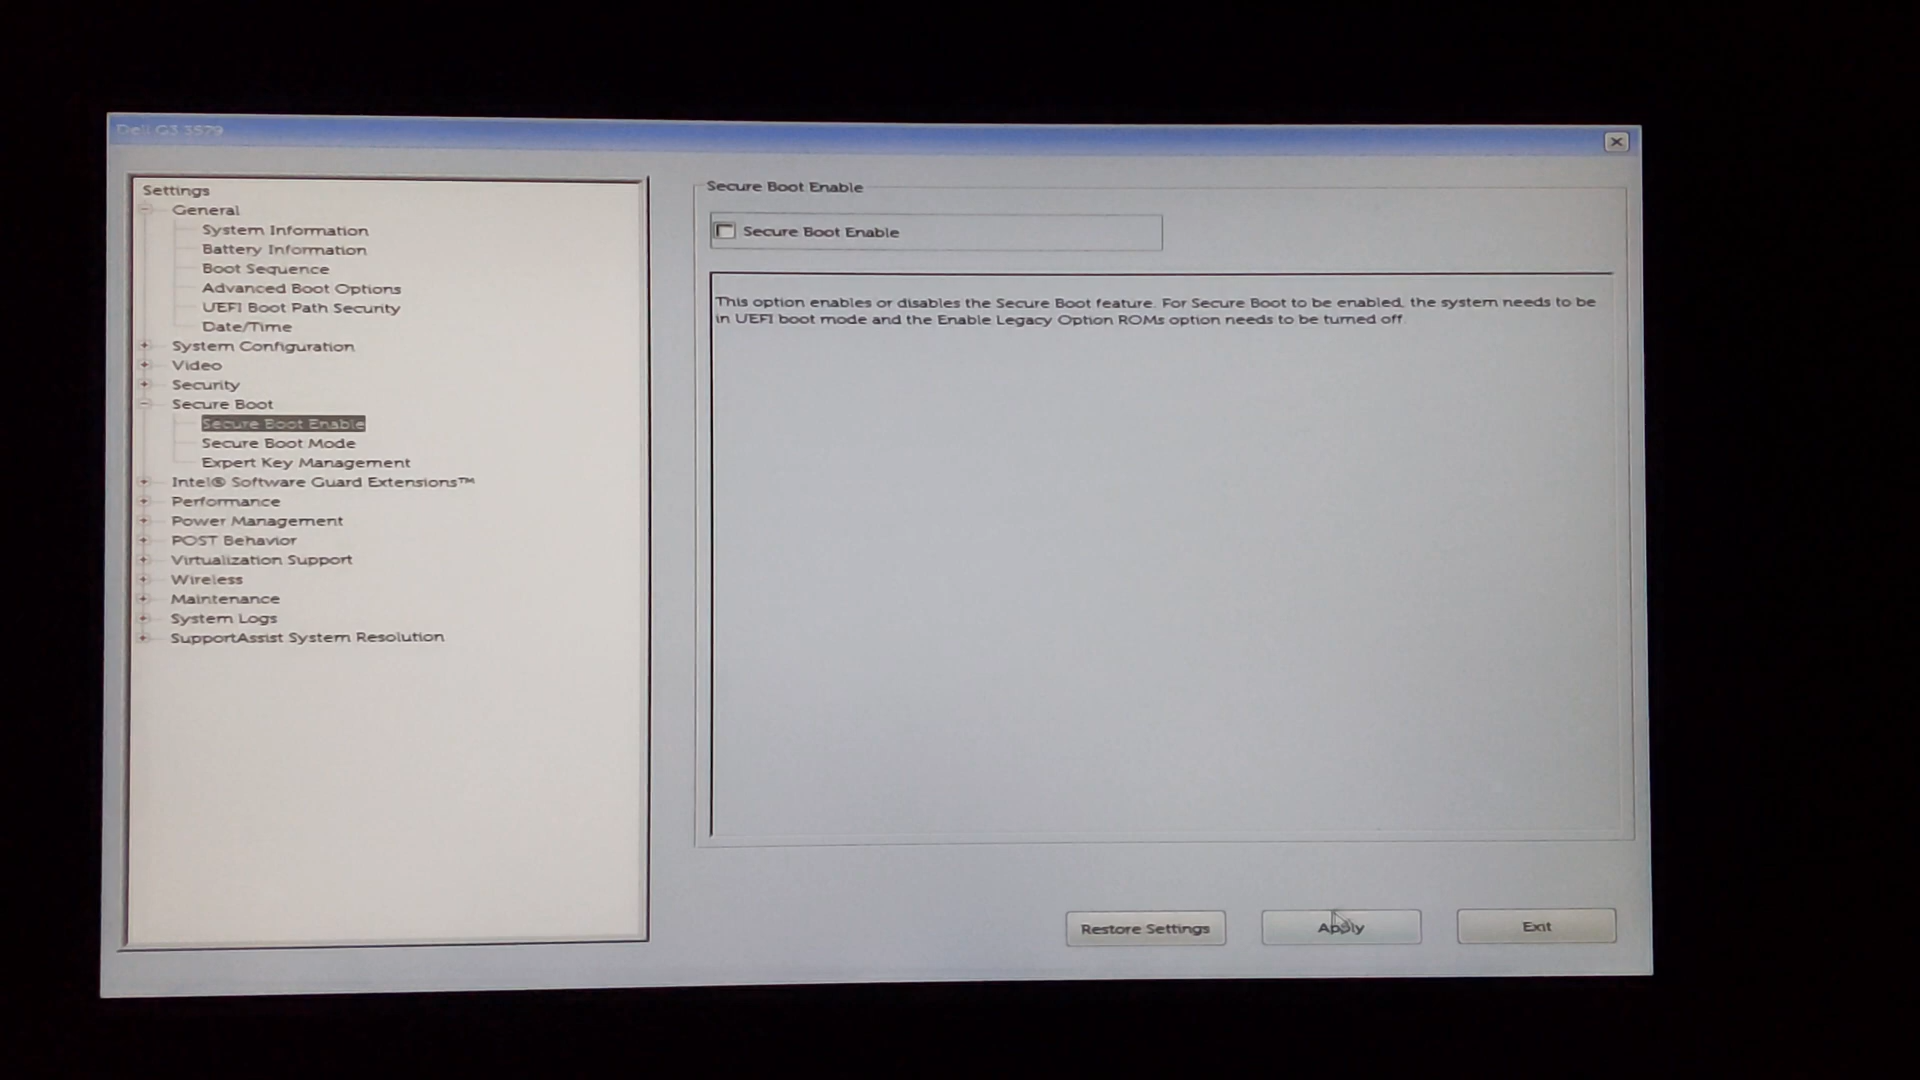 Dell G3 3579
Settings
General
System Information
Battery Information
Boot Sequence
Advanced Boot Options
UEFI Boot Path Security
Date/Time
System Configuration
Video
Security
Secure Boot
Secure Boot Enable
Secure Boot Mode
Expert Key Management
Intel® Software Guard Extensions™
Performance
Power Management
POST Behavior
Virtualization Support
Wireless
Maintenance
System Logs
SupportAssist System Resolution
Secure Boot Enable
Secure Boot Enable
This option enables or disables the Secure Boot feature. For Secure Boot to be enabled, the system needs to be
in UEFI boot mode and the Enable Legacy Option ROMs option needs to be turned off.
Restore Settings
Apply
Exit